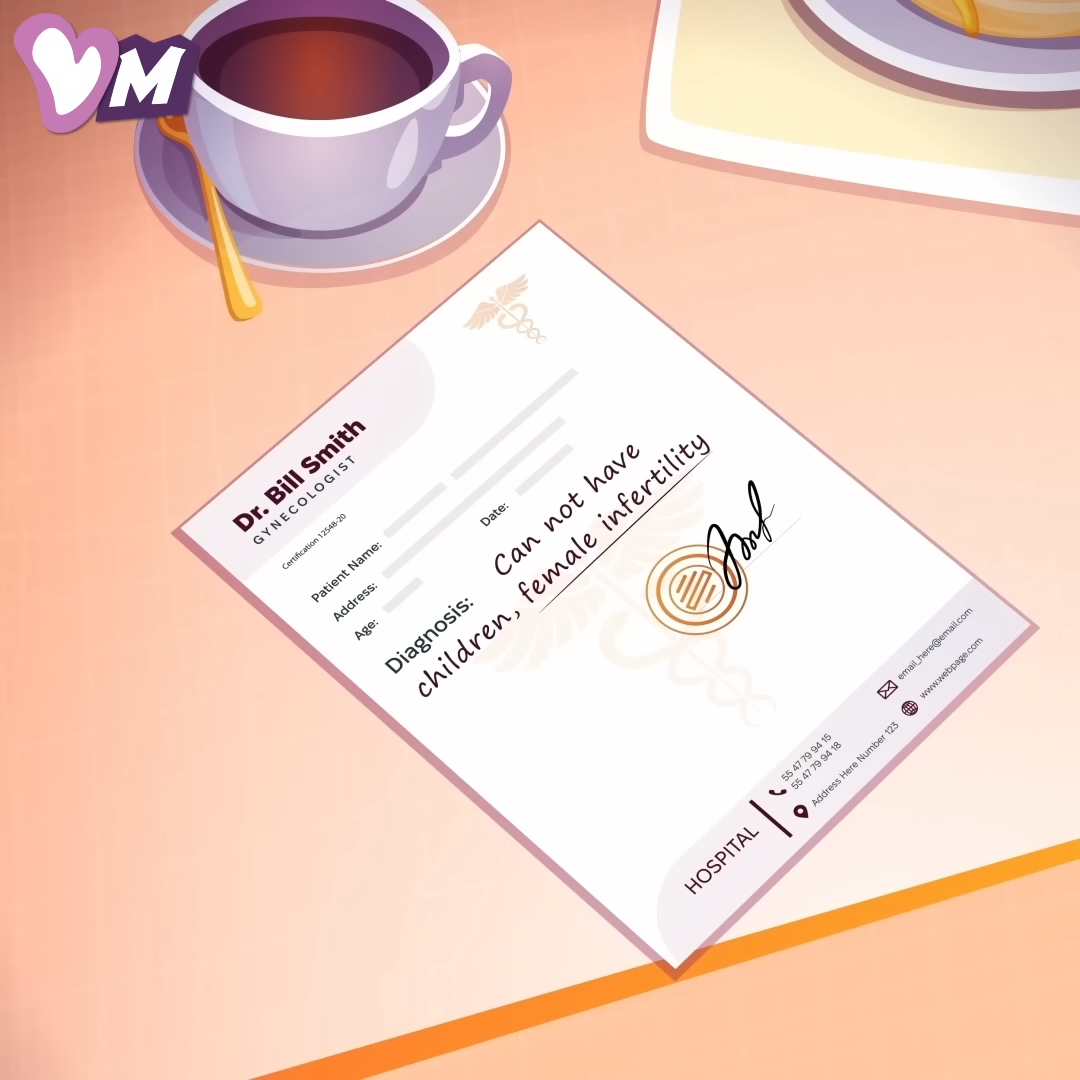 M
Dr. Bill Smith
GYNECOLOGIST
Certification 12548-20
Patient Name:
Address:
Age:
Date:
Diagnosis: Can not have
children, female infertility
HOSPITAL
55 47 79 94 15
55 47 79 94 18
Address Here Number 123
email_here@email.com
www.webpage.com